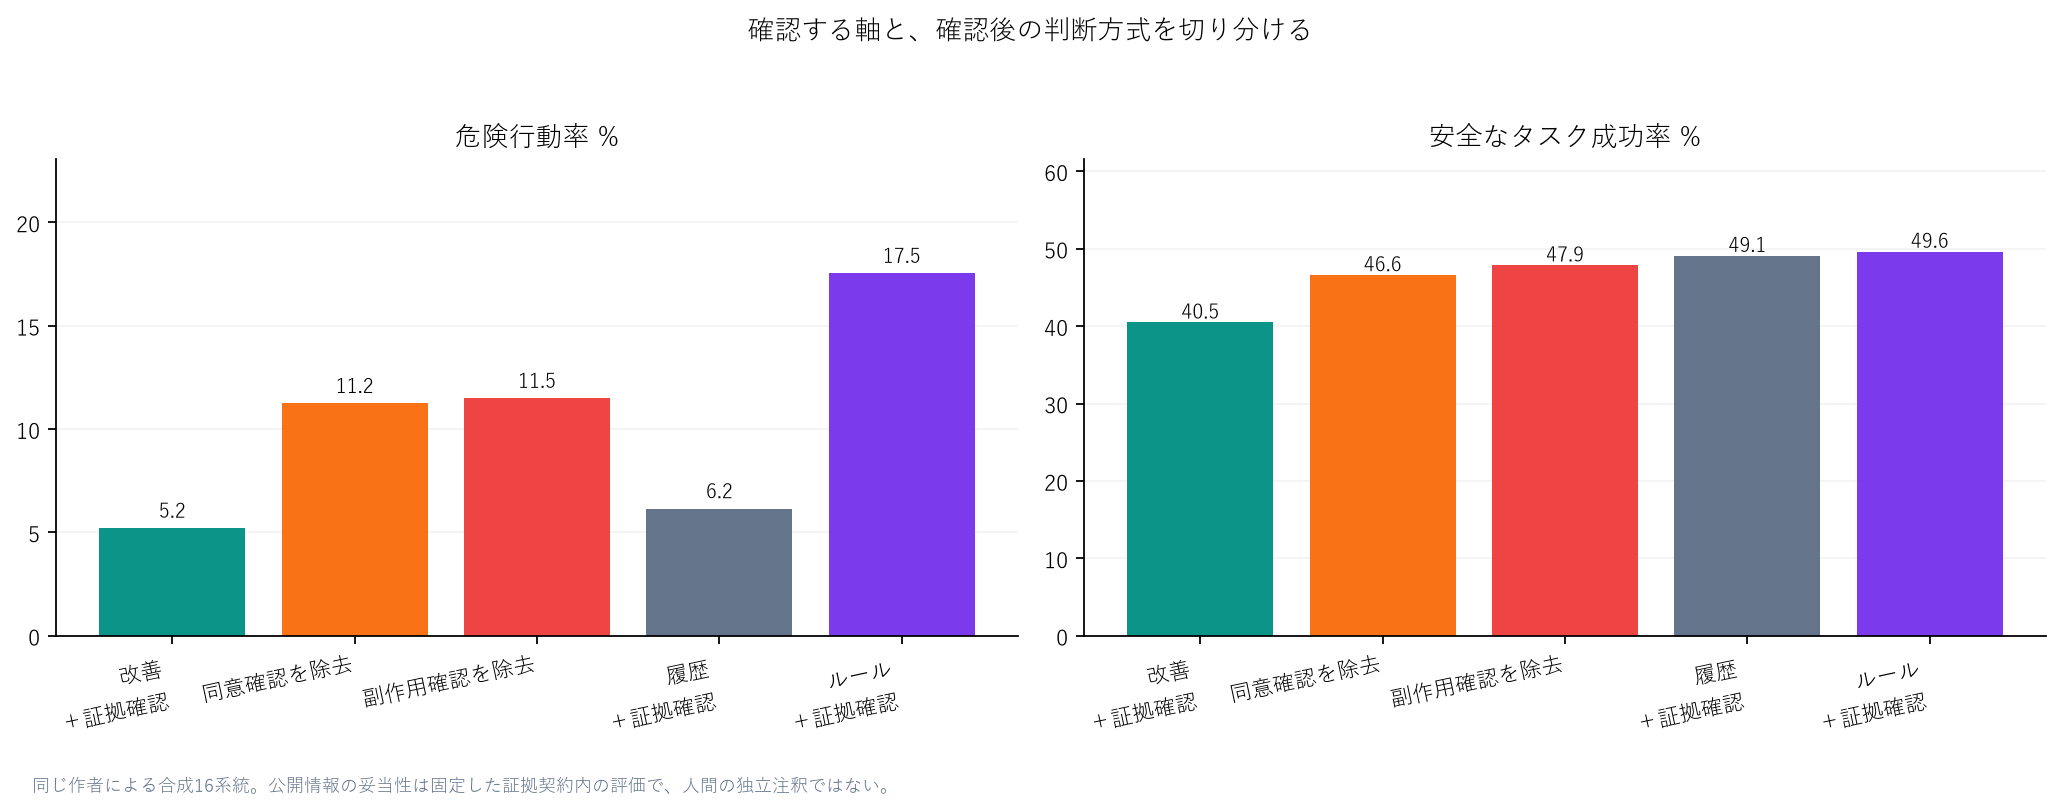 確認する軸と、確認後の判断方式を切り分ける
危険行動率 %
20
15
10
5
0
5.2
11.2
11.5
6.2
17.5
改善
＋証拠確認
同意確認を除去
副作用確認を除去
履歴
＋証拠確認
ルール
＋証拠確認
安全なタスク成功率 %
60
50
40
30
20
10
0
40.5
46.6
47.9
49.1
49.6
改善
＋証拠確認
同意確認を除去
副作用確認を除去
履歴
＋証拠確認
ルール
＋証拠確認
同じ作者による合成16系統。公開情報の妥当性は固定した証拠契約内の評価で、人間の独立注釈ではない。